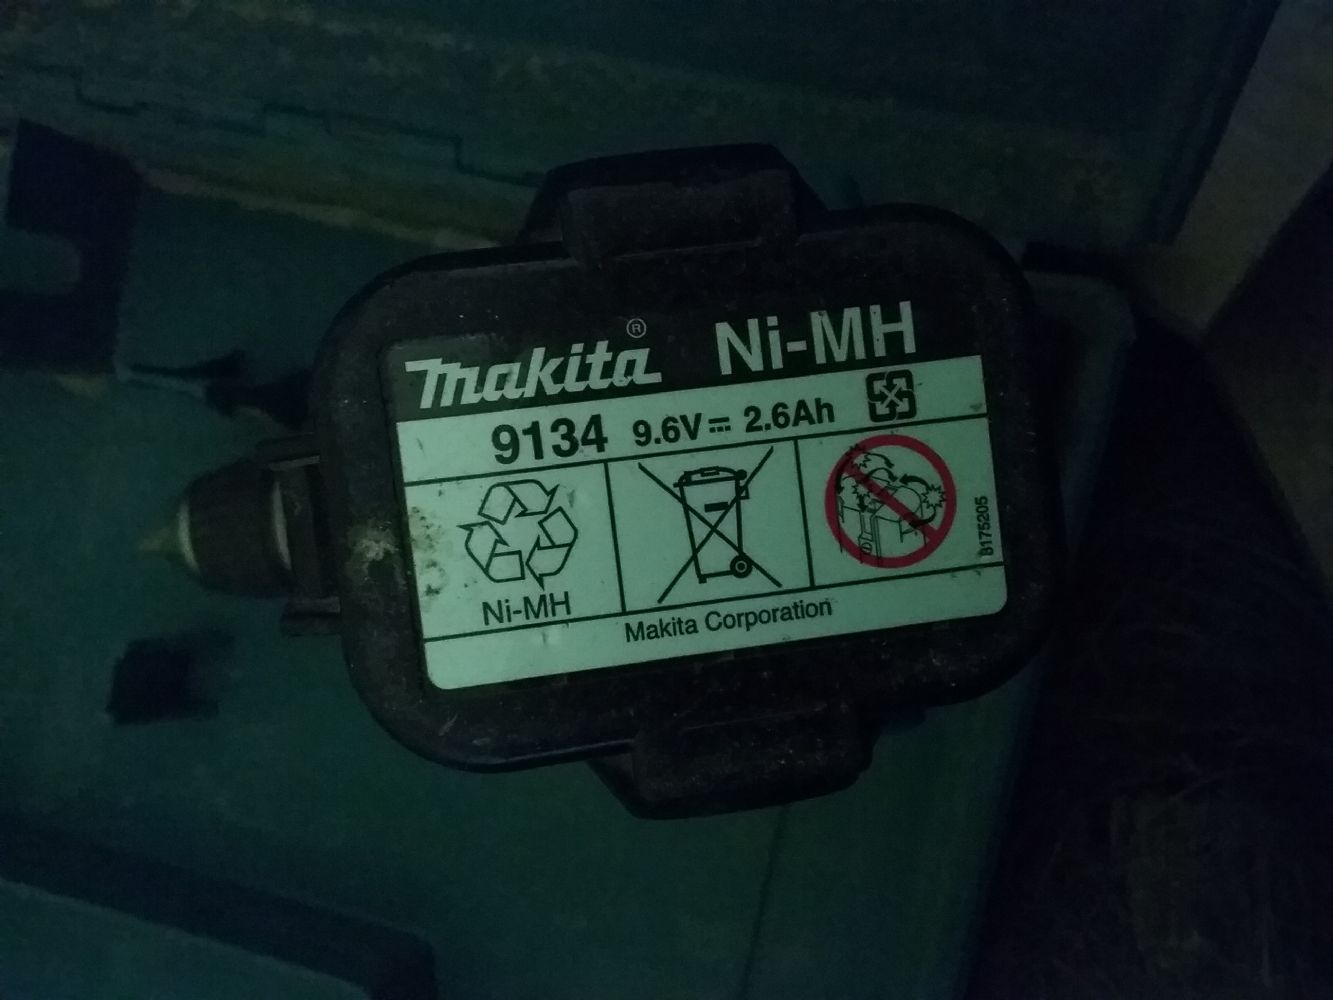 makita® Ni-MH
9134 9.6V⎓ 2.6Ah
Ni-MH
8175205
Makita Corporation